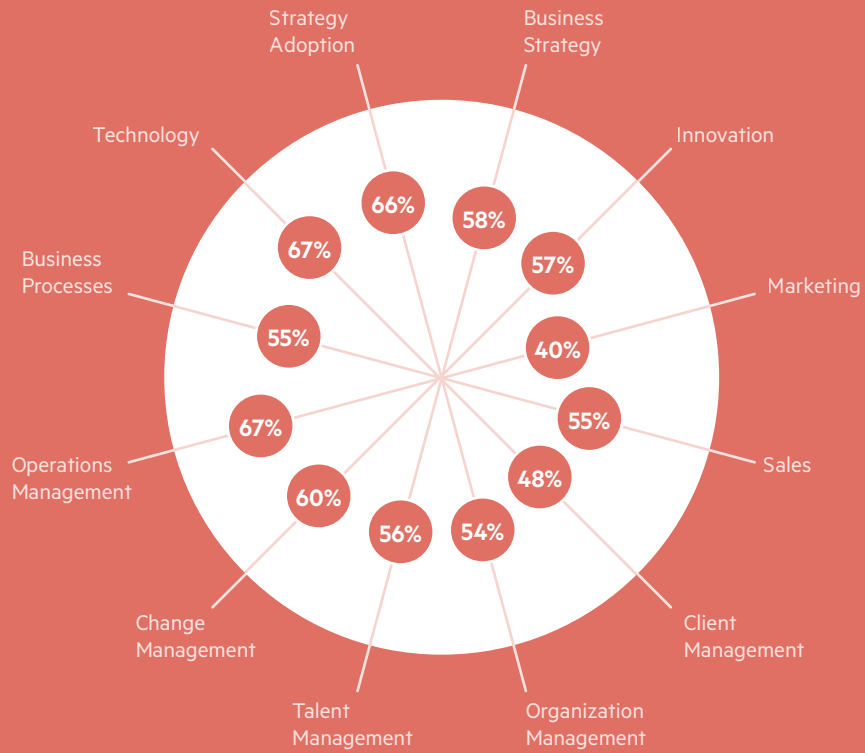 Strategy
Adoption
Business
Strategy
Technology
Innovation
66%
58%
67%
57%
Business
Processes
Marketing
55%
40%
67%
55%
Operations
Management
Sales
60%
48%
56%
54%
Change
Management
Client
Management
Talent
Management
Organization
Management